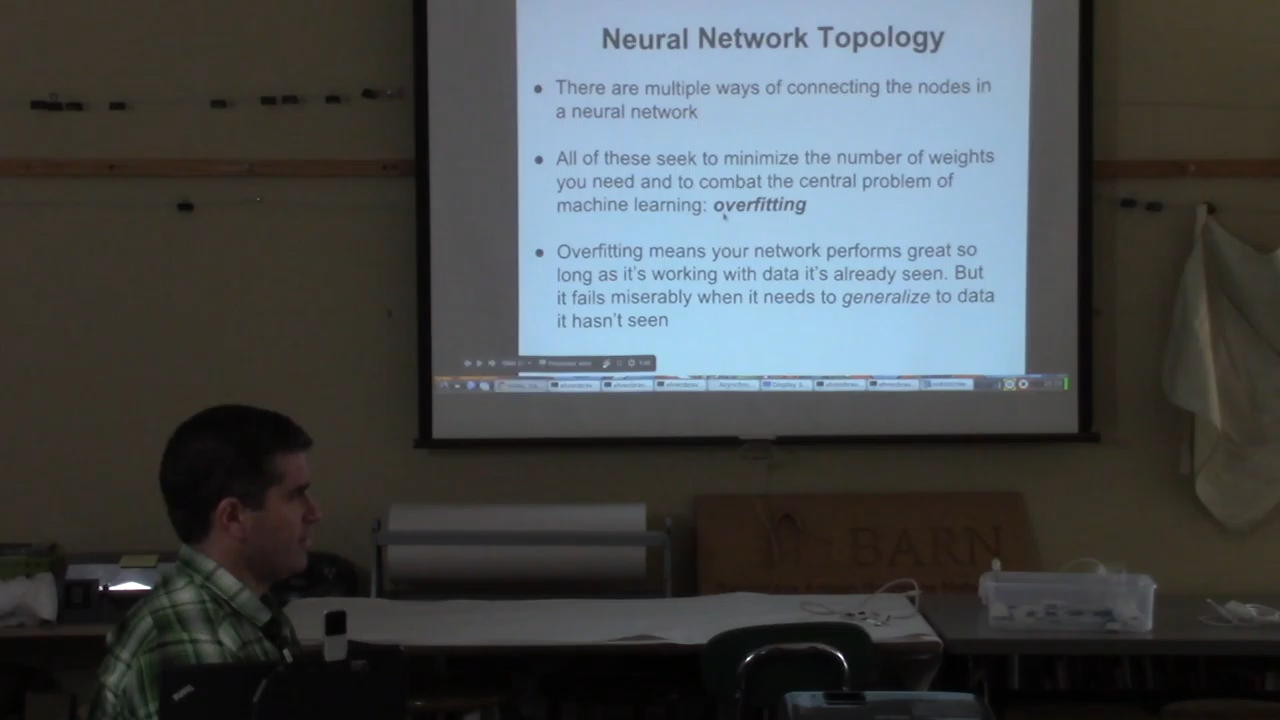 Neural Network Topology
● There are multiple ways of connecting the nodes in
a neural network
● All of these seek to minimize the number of weights
you need and to combat the central problem of
machine learning: overfitting
● Overfitting means your network performs great so
long as it's working with data it's already seen. But
it fails miserably when it needs to generalize to data
it hasn't seen
BARN